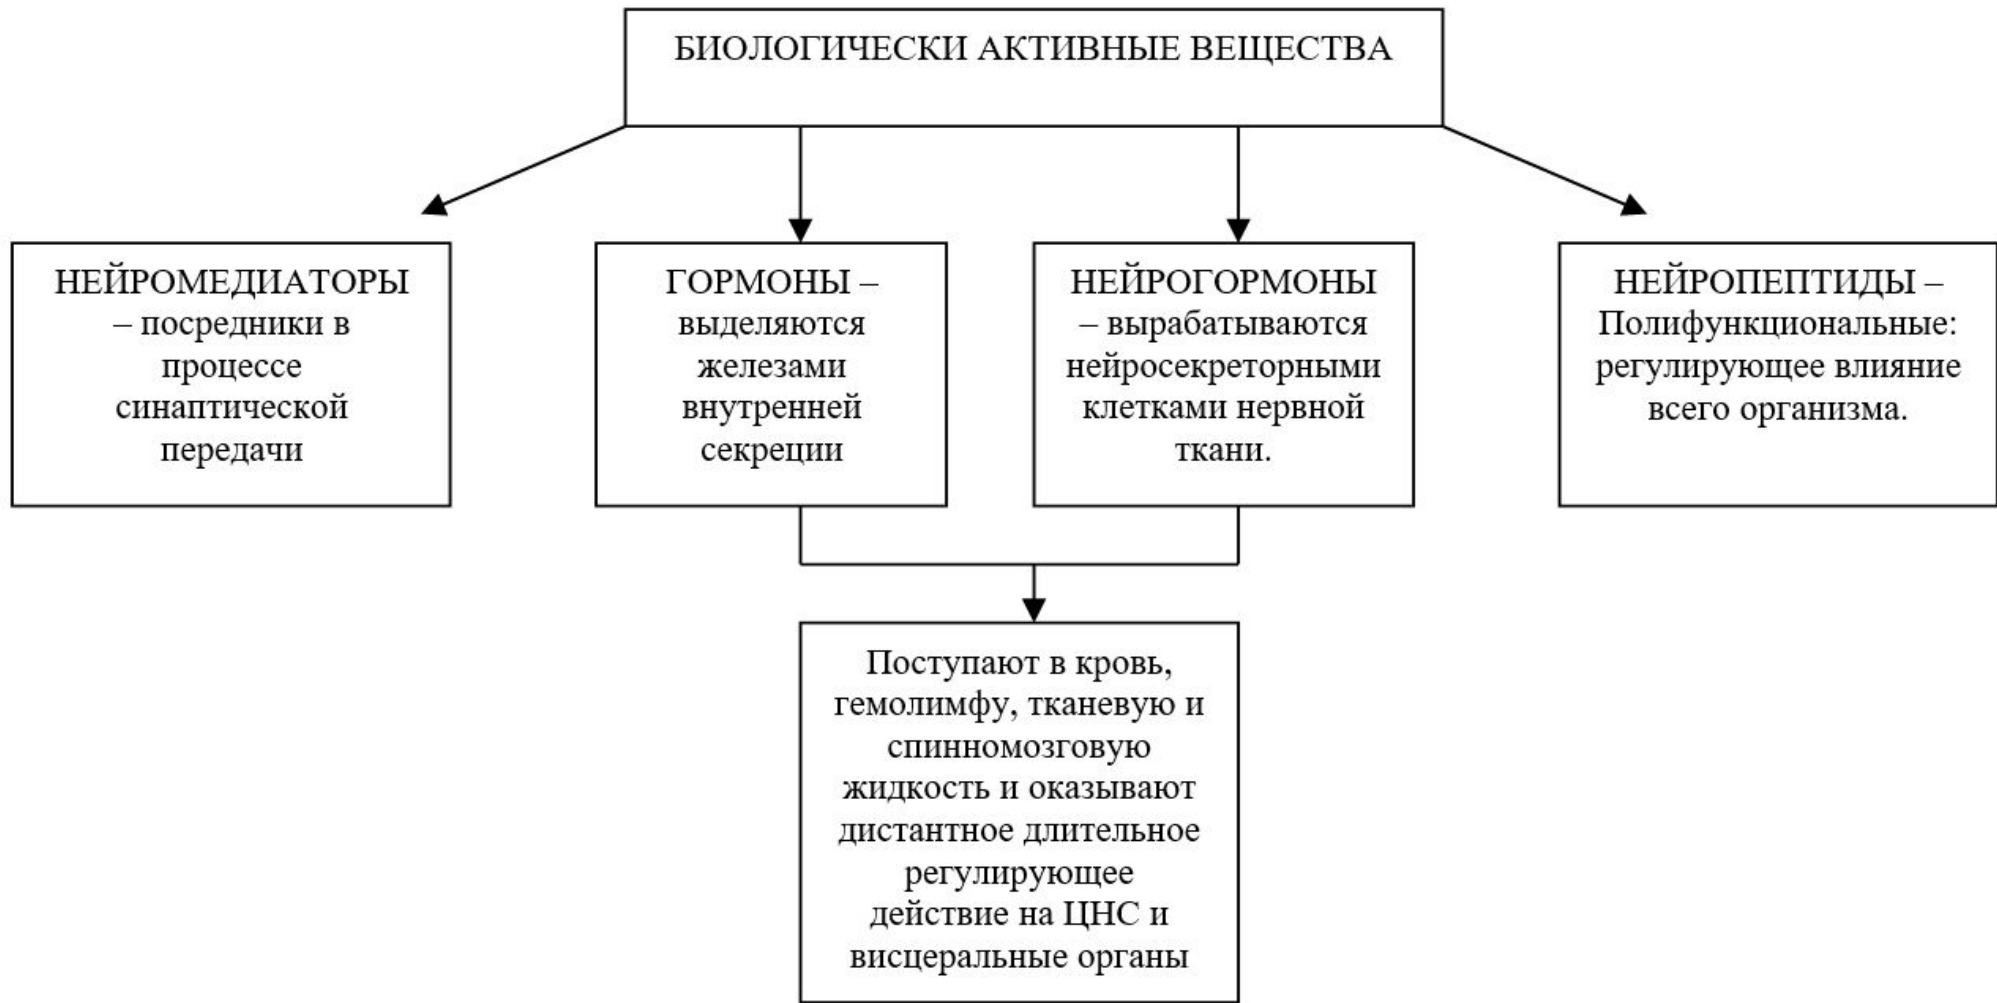 БИОЛОГИЧЕСКИ АКТИВНЫЕ ВЕЩЕСТВА
НЕЙРОМЕДИАТОРЫ
– посредники в
процессе
синаптической
передачи
ГОРМОНЫ –
выделяются
железами
внутренней
секреции
НЕЙРОГОРМОНЫ
– вырабатываются
нейросекреторными
клетками нервной
ткани.
НЕЙРОПЕПТИДЫ –
Полифункциональные:
регулирующее влияние
всего организма.
Поступают в кровь,
гемолимфу, тканевую и
спинномозговую
жидкость и оказывают
дистантное длительное
регулирующее
действие на ЦНС и
висцеральные органы